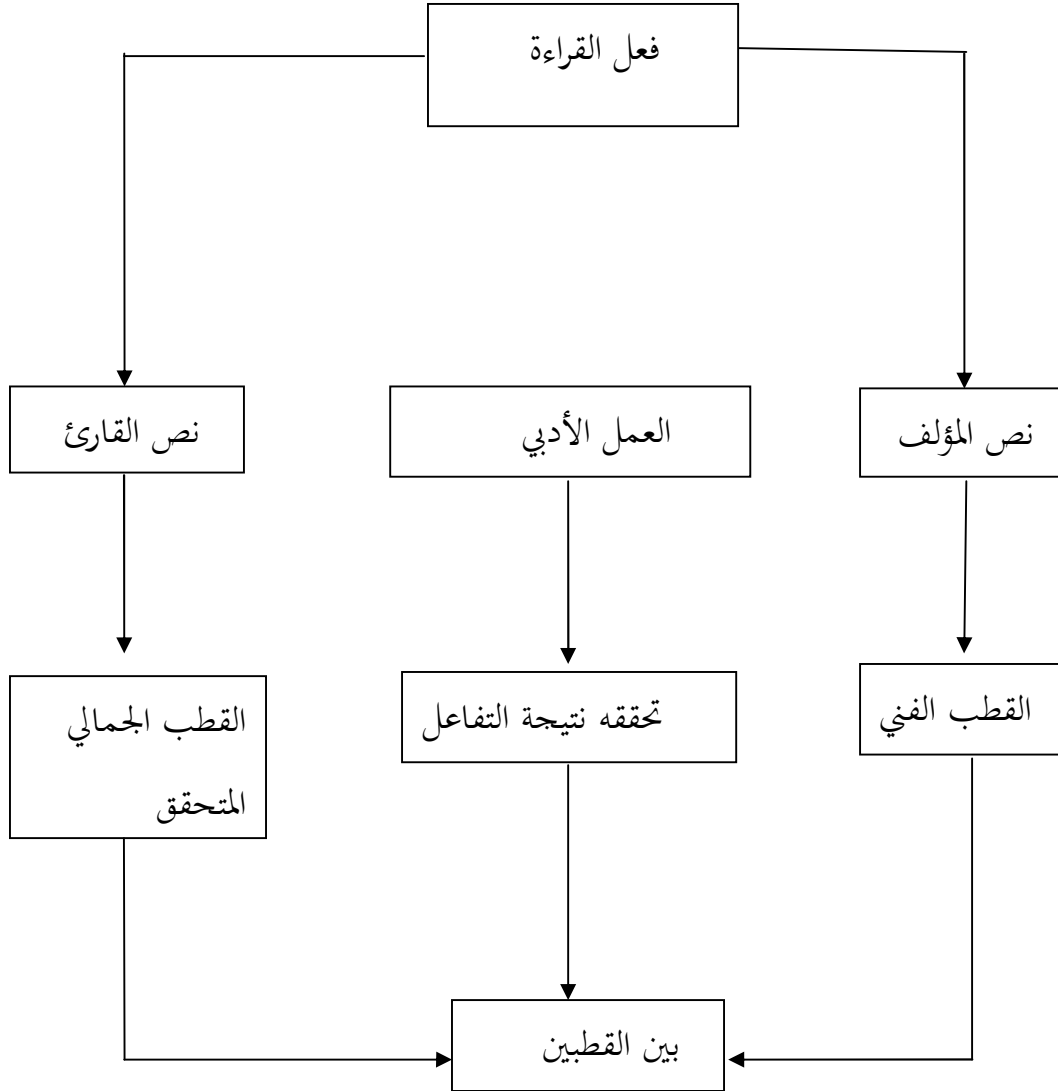 فعل القراءة
نص المؤلف
العمل الأدبي
نص القارئ
القطب الفني
تحققه نتيجة التفاعل
القطب الجمالي
المتحقق
بين القطبين